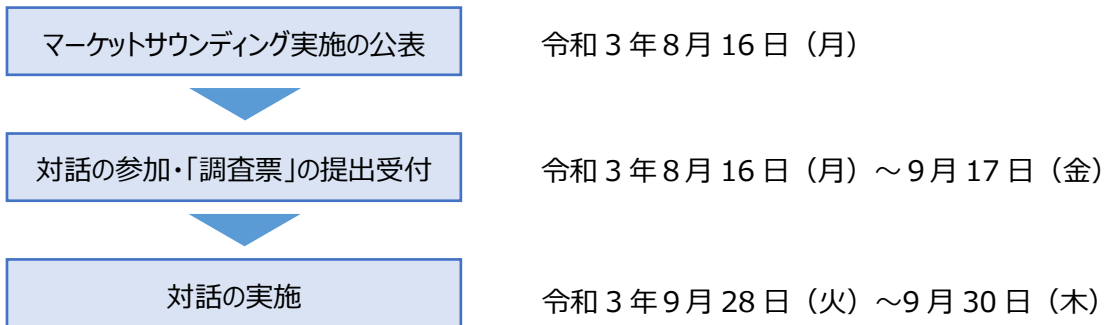 マーケットサウンディング実施の公表 令和３年８月 16 日（月）
対話の参加・「調査票」の提出受付 令和３年８月 16 日（月）～９月 17 日（金）
対話の実施 令和３年９月 28 日（火）～9 月 30 日（木）